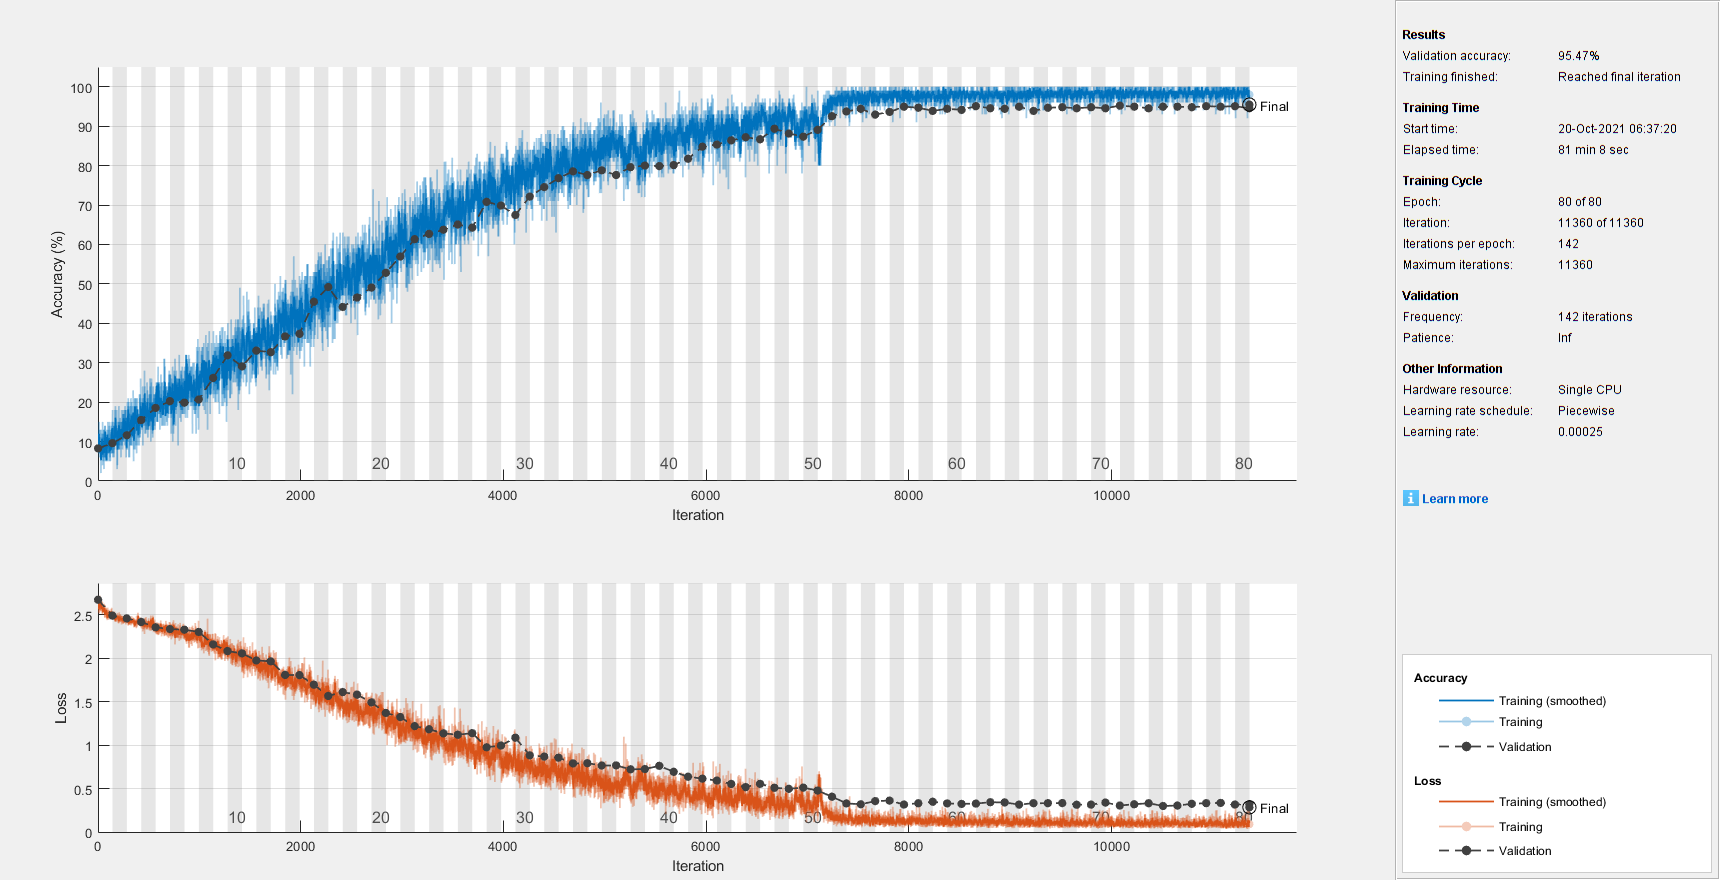 100
90
80
70
60
50
40
30
20
10
0
Accuracy (%)
10 20 30 40 50 60 70 80
0 2000 4000 6000 8000 10000
Iteration
Final
2.5
2
1.5
1
0.5
0
Loss
10 20 30 40 50 60 70 80
0 2000 4000 6000 8000 10000
Iteration
Final
Results
Validation accuracy: 95.47%
Training finished: Reached final iteration
Training Time
Start time: 20-Oct-2021 06:37:20
Elapsed time: 81 min 8 sec
Training Cycle
Epoch: 80 of 80
Iteration: 11360 of 11360
Iterations per epoch: 142
Maximum iterations: 11360
Validation
Frequency: 142 iterations
Patience: Inf
Other Information
Hardware resource: Single CPU
Learning rate schedule: Piecewise
Learning rate: 0.00025
i Learn more
Accuracy
Training (smoothed)
Training
Validation
Loss
Training (smoothed)
Training
Validation